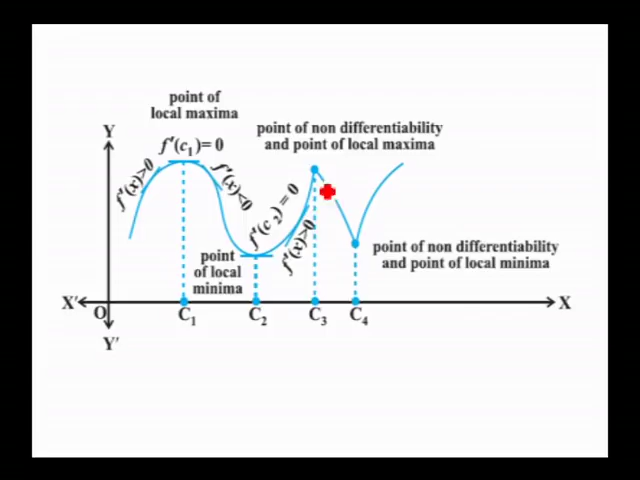 point of
local maxima
Y
f′(c₁)= 0
point of non differentiability
and point of local maxima
f′(x)>0
f′(x)<0
f′(c₂) = 0
f′(x)>0
point
of local
minima
point of non differentiability
and point of local minima
X′
O
X
C₁
C₂
C₃
C₄
Y′